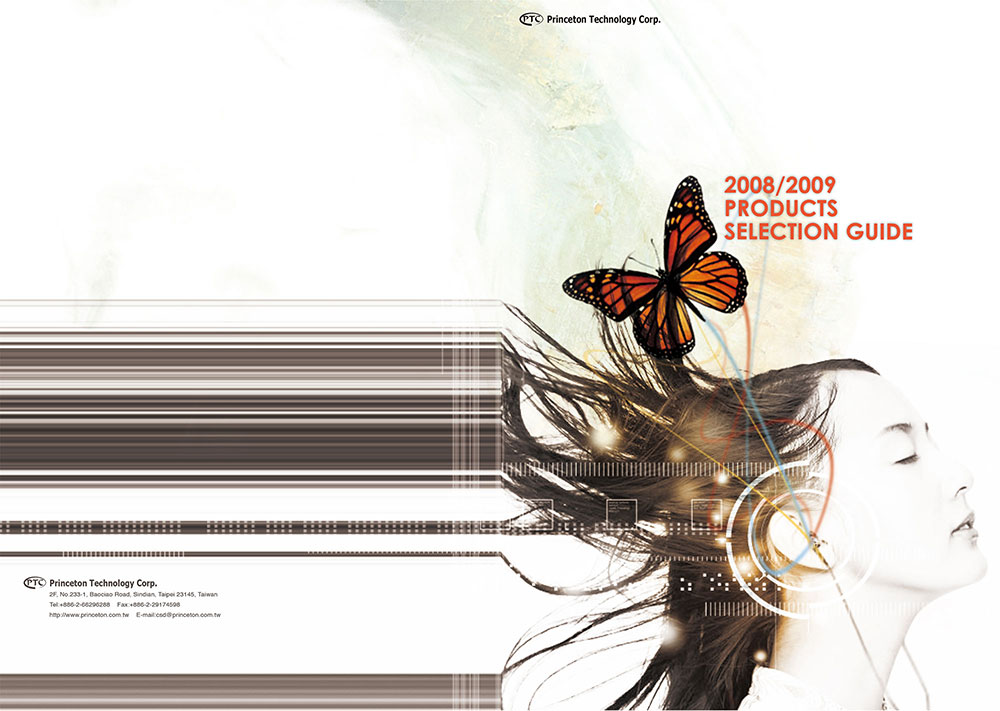 PTC Princeton Technology Corp.
2008/2009
PRODUCTS
SELECTION GUIDE
PTC Princeton Technology Corp.
2F, No.233-1, Baociao Road, Sindian, Taipei 23145, Taiwan
Tel:+886-2-66296288 Fax:+886-2-29174598
http://www.princeton.com.tw E-mail:csd@princeton.com.tw